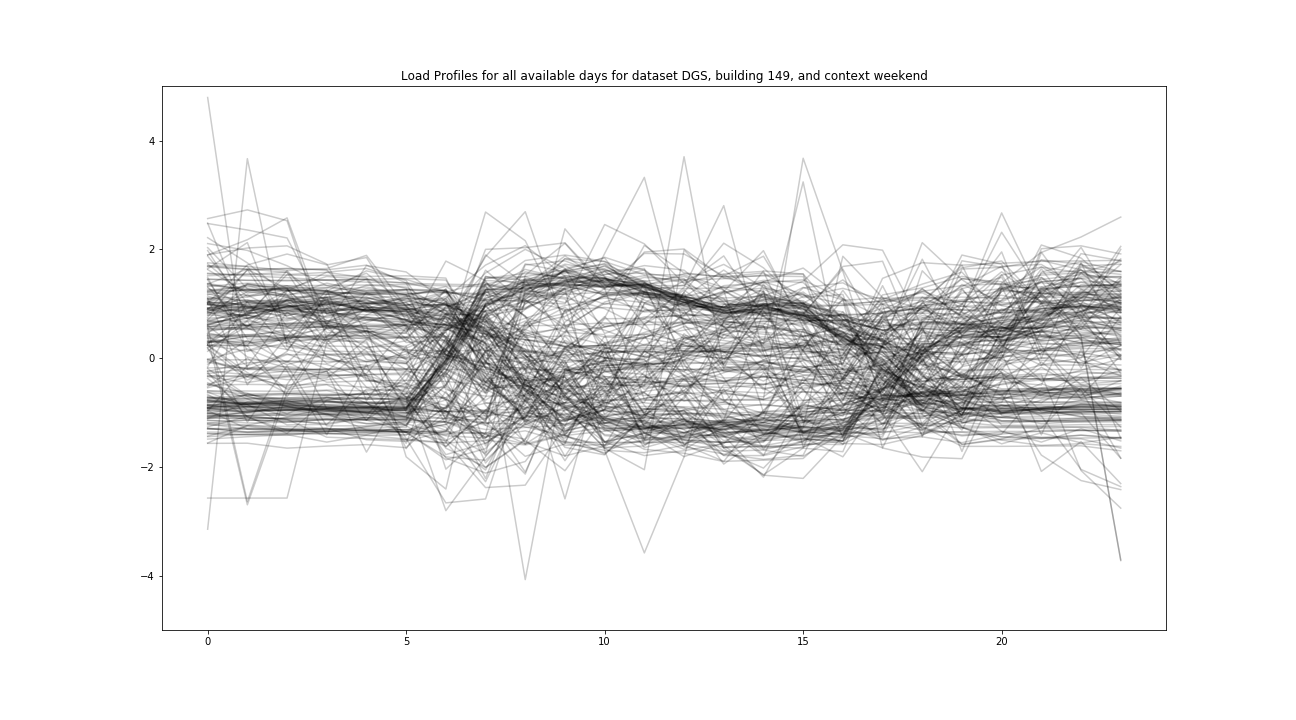 Load Profiles for all available days for dataset DGS, building 149, and context weekend
4
2
0
−2
−4
0 5 10 15 20